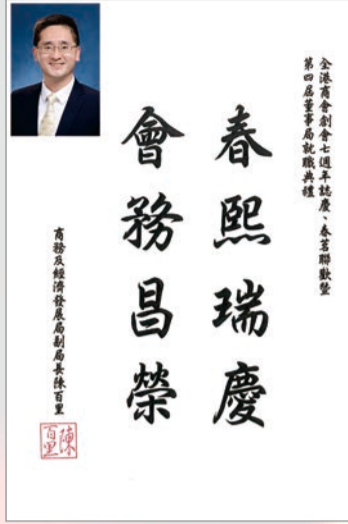 全港商會創會七週年誌慶、春茗聯歡暨
第四屆董事局就職典禮
春熙瑞慶
會務昌榮
商務及經濟發展局副局長陳百里
陳百里